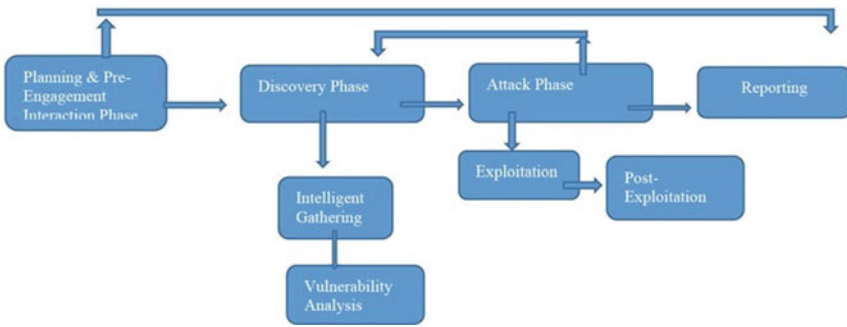 Planning & Pre-
Engagement
Interaction Phase
Discovery Phase
Attack Phase
Reporting
Exploitation
Post-
Exploitation
Intelligent
Gathering
Vulnerability
Analysis